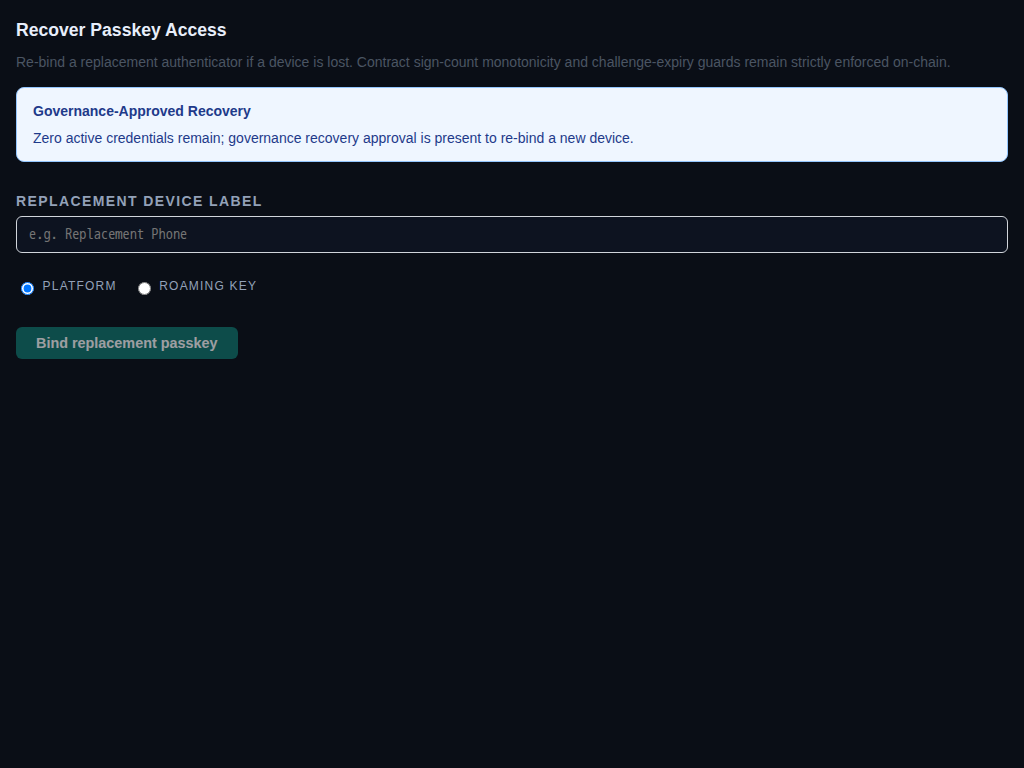 Recover Passkey Access
Re-bind a replacement authenticator if a device is lost. Contract sign-count monotonicity and challenge-expiry guards remain strictly enforced on-chain.
Governance-Approved Recovery
Zero active credentials remain; governance recovery approval is present to re-bind a new device.
REPLACEMENT DEVICE LABEL
e.g. Replacement Phone
PLATFORM ROAMING KEY
Bind replacement passkey